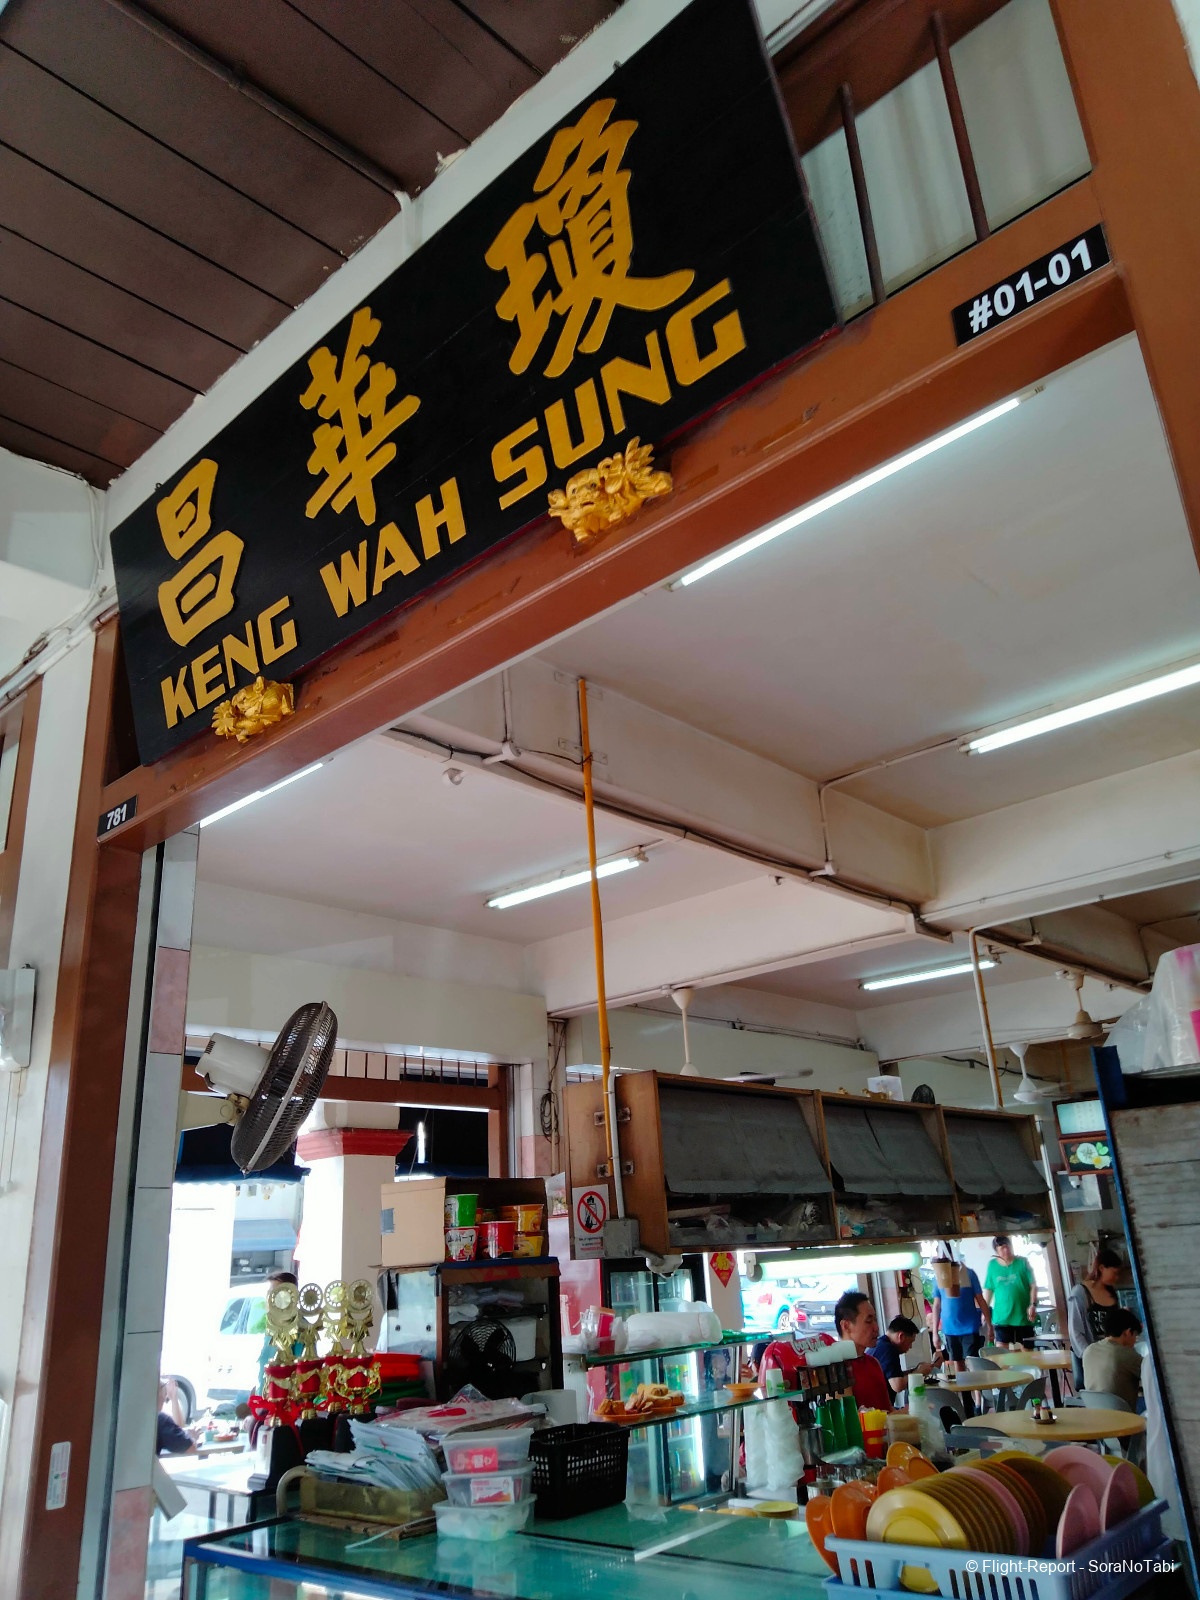 昌華瓊
KENG WAH SUNG
#01-01
781
© Flight-Report - SoraNoTabi